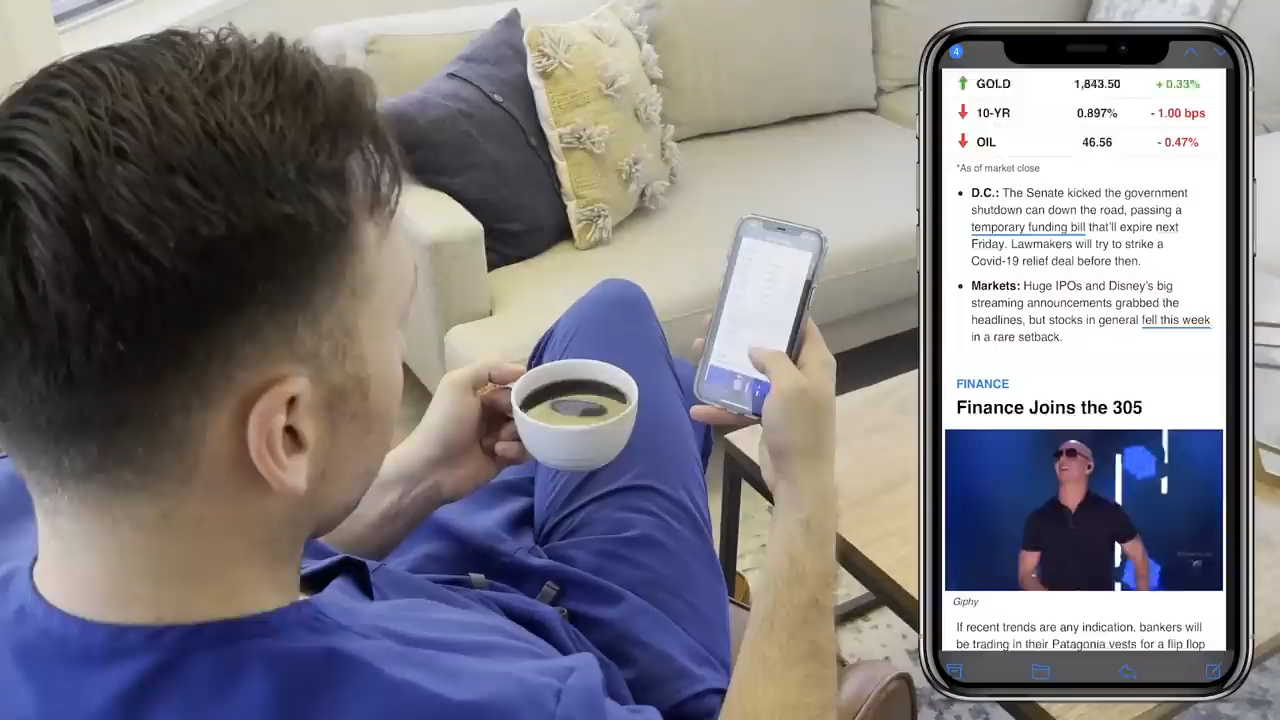 4
GOLD 1,843.50 + 0.33%
10-YR 0.897% - 1.00 bps
OIL 46.56 - 0.47%
*As of market close
• D.C.: The Senate kicked the government
shutdown can down the road, passing a
temporary funding bill that'll expire next
Friday. Lawmakers will try to strike a
Covid-19 relief deal before then.
• Markets: Huge IPOs and Disney's big
streaming announcements grabbed the
headlines, but stocks in general fell this week
in a rare setback.
FINANCE
Finance Joins the 305
Giphy
If recent trends are any indication, bankers will
be trading in their Patagonia vests for a flip flop